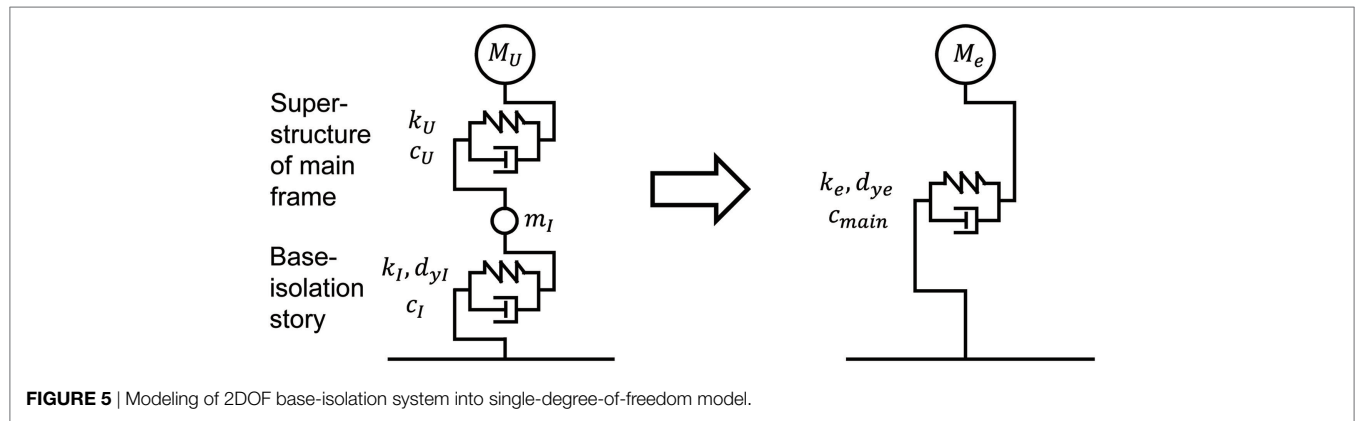 M_U
Super-
structure
of main
frame
k_U
c_U
m_I
Base-
isolation
story
k_I, d_yI
c_I
M_e
k_e, d_ye
c_main
FIGURE 5 | Modeling of 2DOF base-isolation system into single-degree-of-freedom model.